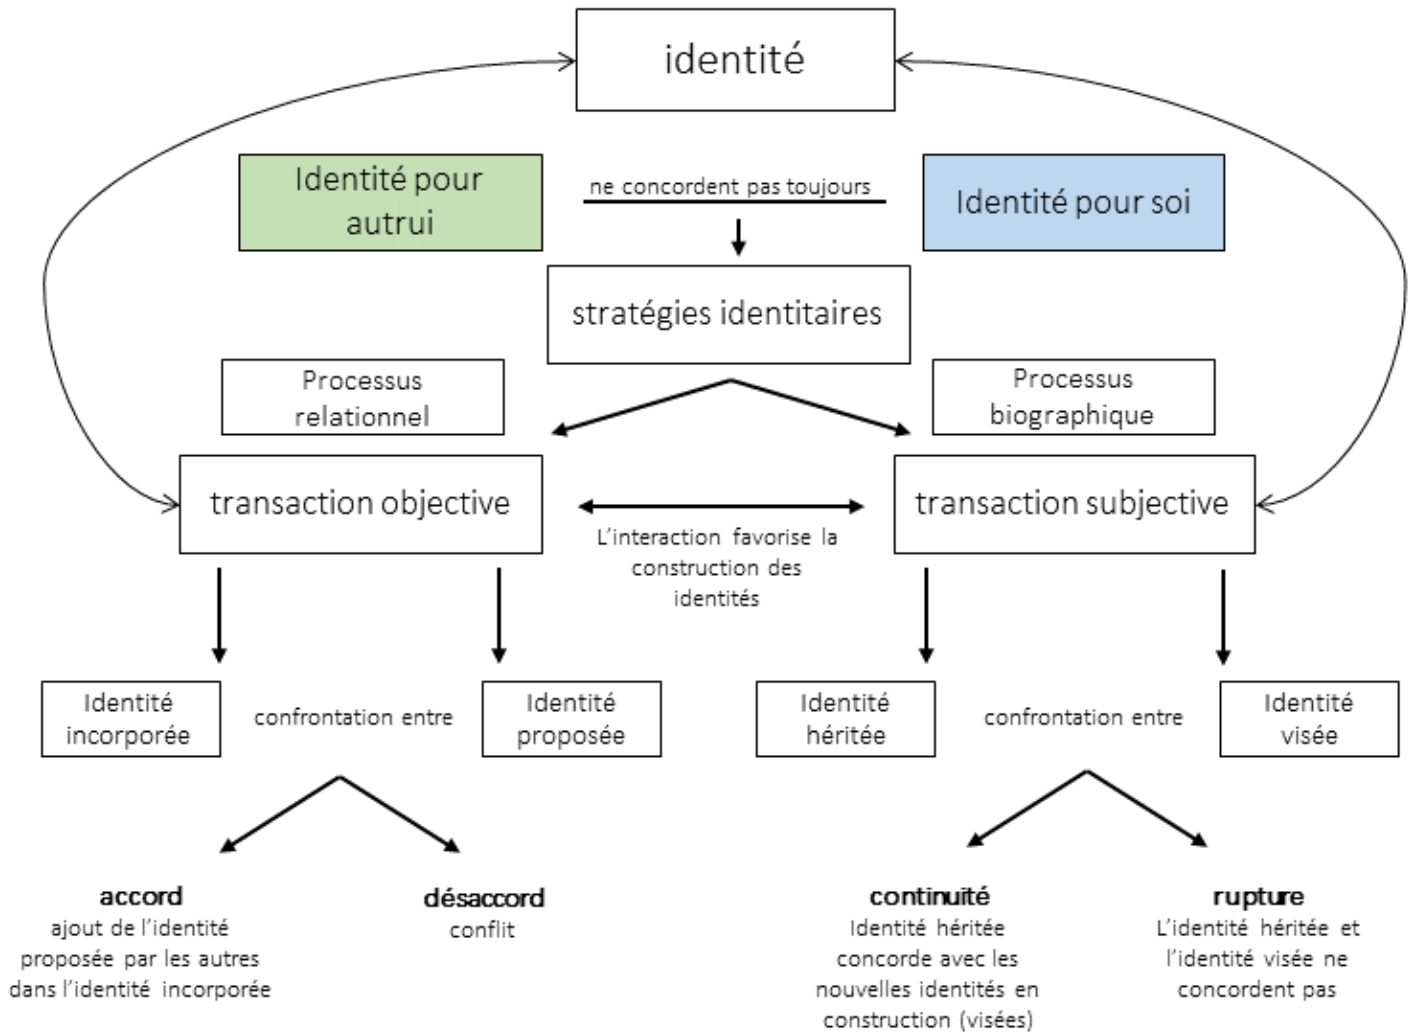 identité
Identité pour
autrui
ne concordent pas toujours
Identité pour soi
stratégies identitaires
Processus
relationnel
Processus
biographique
transaction objective
transaction subjective
L'interaction favorise la
construction des
identités
Identité
incorporée
confrontation entre
Identité
proposée
Identité
héritée
confrontation entre
Identité
visée
accord
ajout de l'identité
proposée par les autres
dans l'identité incorporée
désaccord
conflit
continuité
Identité héritée
concorde avec les
nouvelles identités en
construction (visées)
rupture
L'identité héritée et
l'identité visée ne
concordent pas